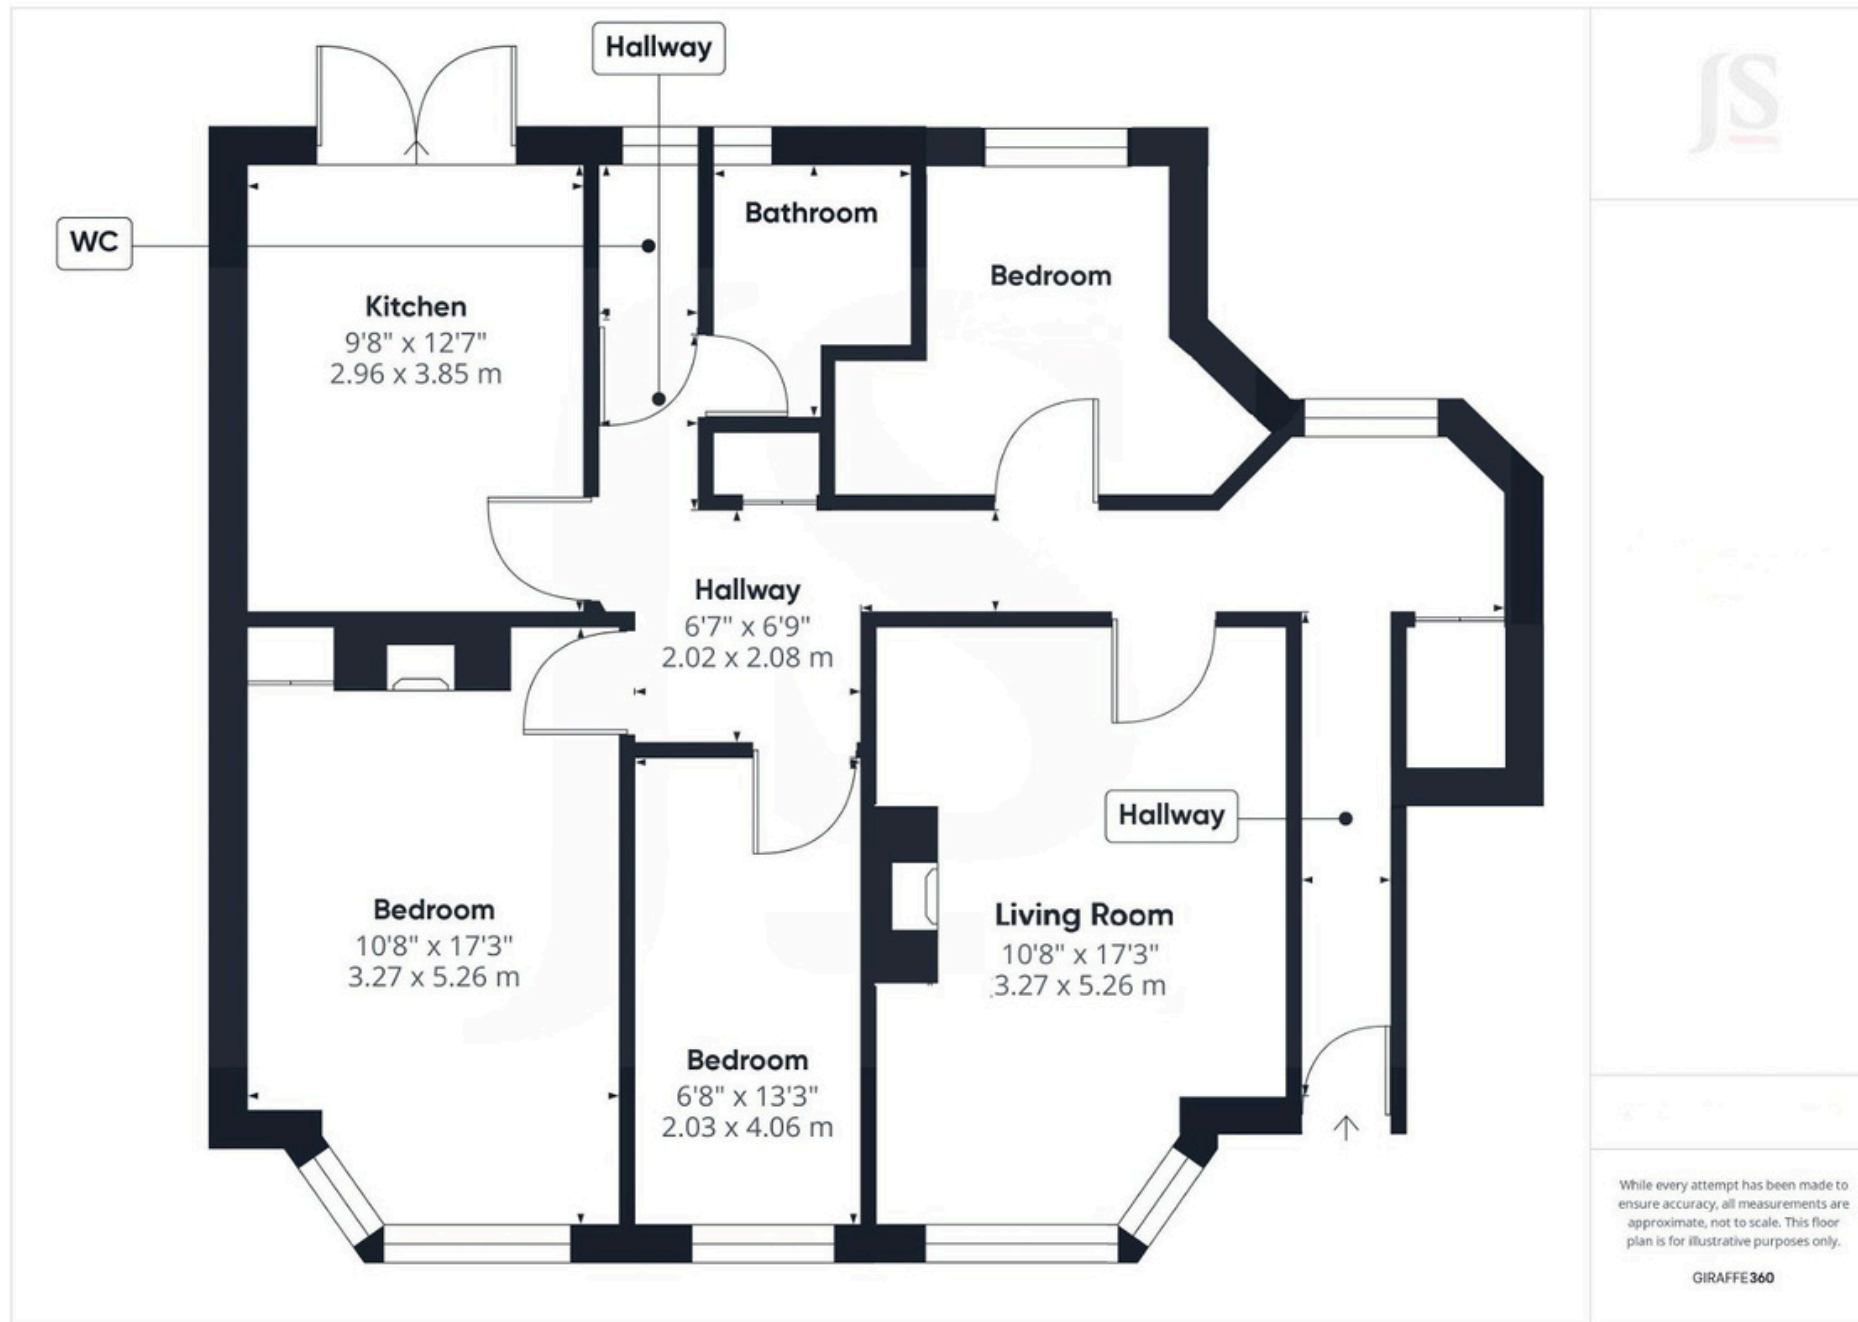 Hallway
WC
Bathroom
Kitchen
9'8" x 12'7"
2.96 x 3.85 m
Bedroom
Hallway
6'7" x 6'9"
2.02 x 2.08 m
Hallway
Bedroom
10'8" x 17'3"
3.27 x 5.26 m
Living Room
10'8" x 17'3"
3.27 x 5.26 m
Bedroom
6'8" x 13'3"
2.03 x 4.06 m
JS
While every attempt has been made to
ensure accuracy, all measurements are
approximate, not to scale. This floor
plan is for illustrative purposes only.
GIRAFFE360